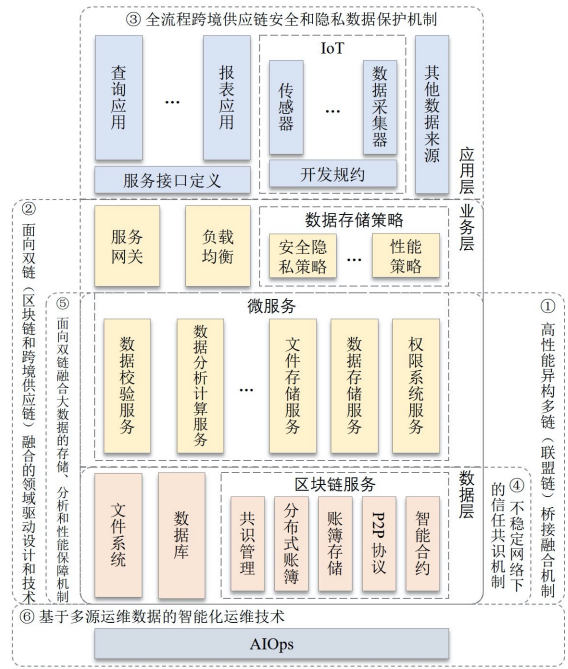 ③ 全流程跨境供应链安全和隐私数据保护机制
IoT
查询应用
...
报表应用
传感器
...
数据采集器
其他数据来源
服务接口定义
开发规约
应用层
② 面向双链（区块链和跨境供应链）融合的领域驱动设计和技术
服务
网关
负载
均衡
数据存储策略
安全隐
私策略
...
性能
策略
业务层
⑤ 面向双链融合大数据的存储、分析和性能保障机制
微服务
数据校验服务
数据分析计算服务
...
文件存储服务
数据存储服务
权限系统服务
① 高性能异构多链（联盟链）桥接融合机制
文件系统
数据库
区块链服务
共识管理
分布式账簿
账簿存储
P2P 协议
智能合约
数据层
④ 不稳定网络下
的信任共识机制
⑥ 基于多源运维数据的智能化运维技术
AIOps